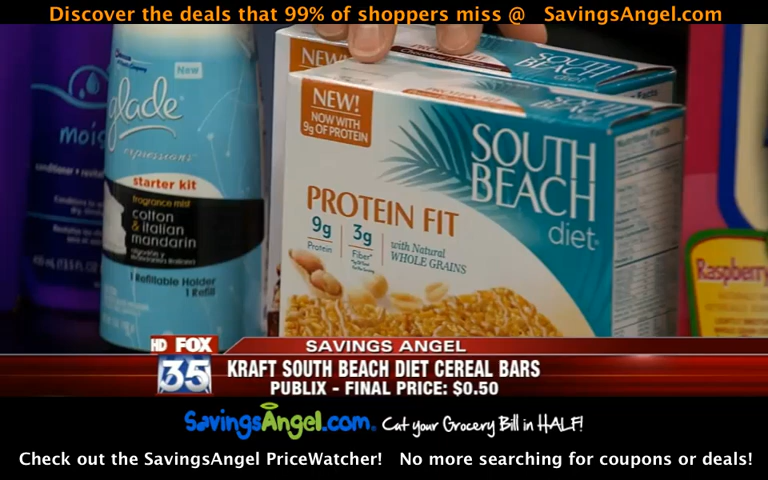 Discover the deals that 99% of shoppers miss @ SavingsAngel.com
New
glade
expressions
starter kit
fragrance mist
cotton
& italian
mandarin
1 Refillable Holder
1 Refill
mois
NEW
SOUTH
BEACH
NEW!
NOW WITH
9g OF PROTEIN
SOUTH
BEACH
diet
PROTEIN FIT
9g
Protein
3g
Fiber
with Natural
WHOLE GRAINS
Raspberry
HD FOX
35
SAVINGS ANGEL
KRAFT SOUTH BEACH DIET CEREAL BARS
PUBLIX - FINAL PRICE: $0.50
SavingsAngel.com. Cut your Grocery Bill in HALF!
Check out the SavingsAngel PriceWatcher! No more searching for coupons or deals!